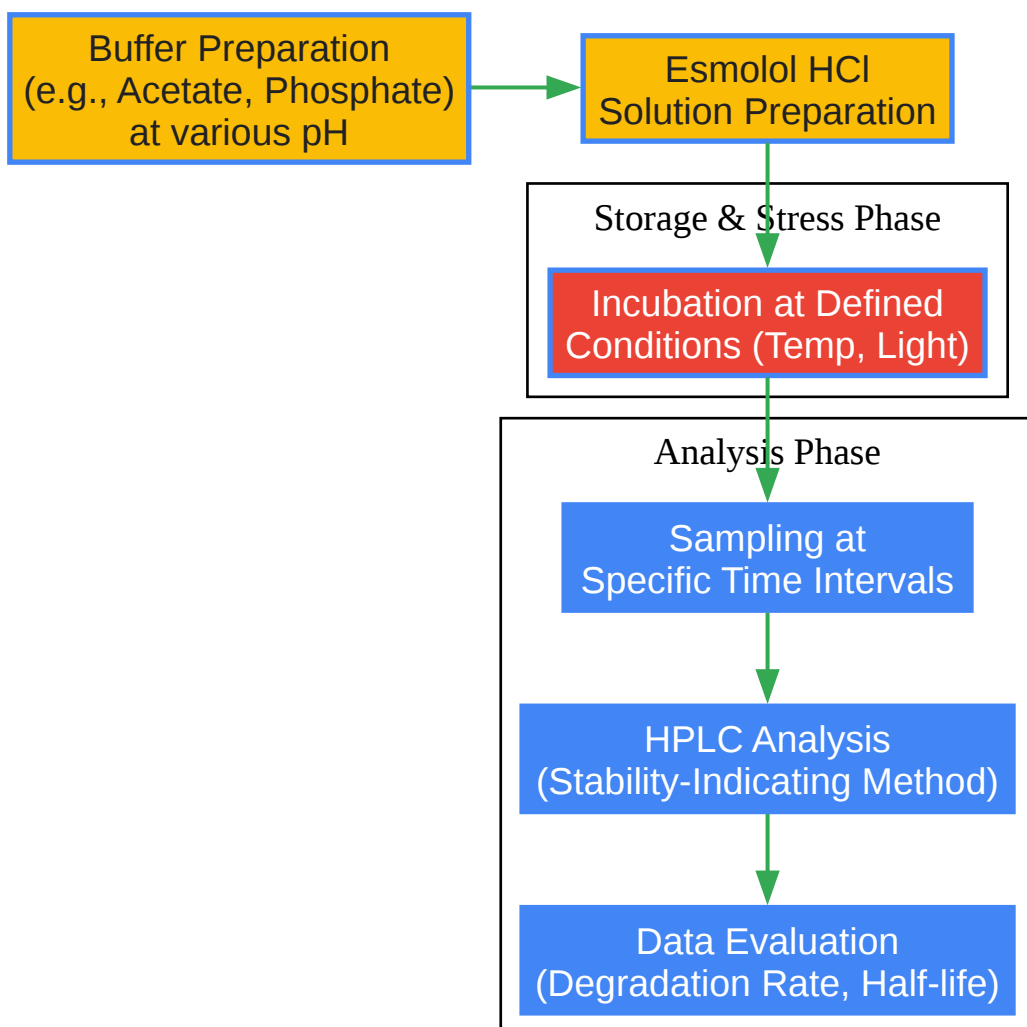 Buffer Preparation
(e.g., Acetate, Phosphate)
at various pH
Esmolol HCl
Solution Preparation
Storage & Stress Phase
Incubation at Defined
Conditions (Temp, Light)
Analysis Phase
Sampling at
Specific Time Intervals
HPLC Analysis
(Stability-Indicating Method)
Data Evaluation
(Degradation Rate, Half-life)